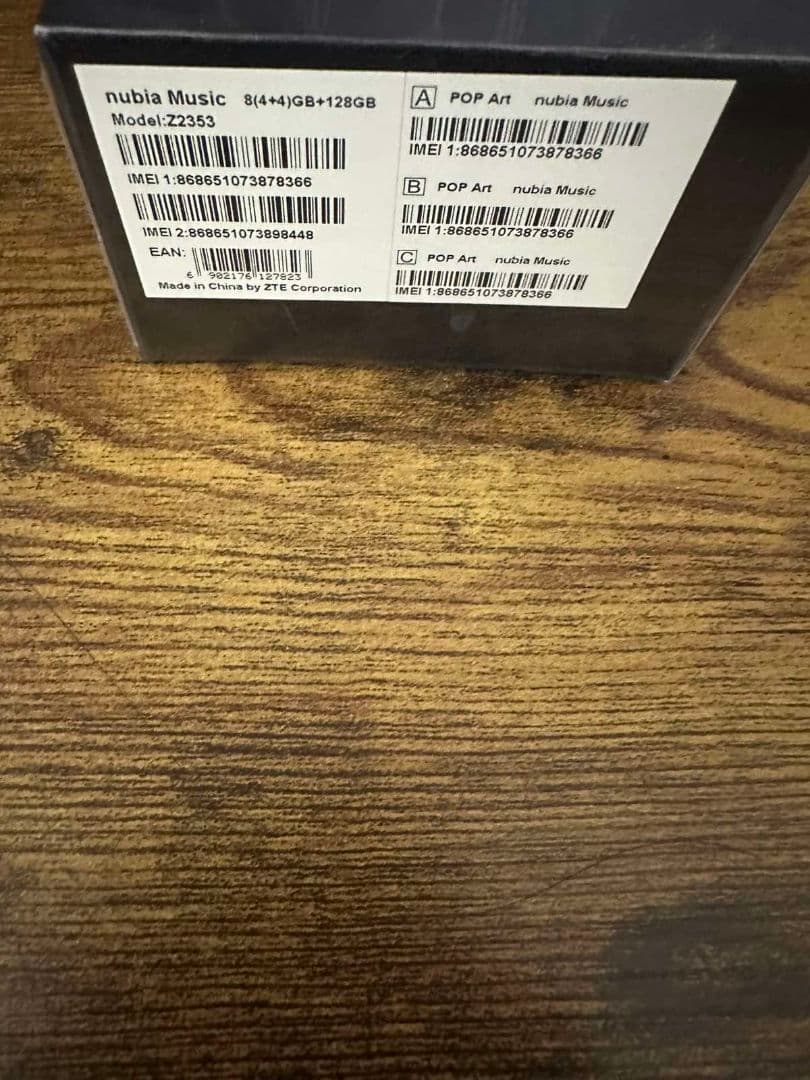 nubia Music 8(4+4)GB+128GB
Model:Z2353
IMEI 1:868651073878366
IMEI 2:868651073898448
EAN:
6 902176 127823
Made in China by ZTE Corporation
A POP Art nubia Music
IMEI 1:868651073878366
B POP Art nubia Music
IMEI 1:868651073878366
C POP Art nubia Music
IMEI 1:868651073878366